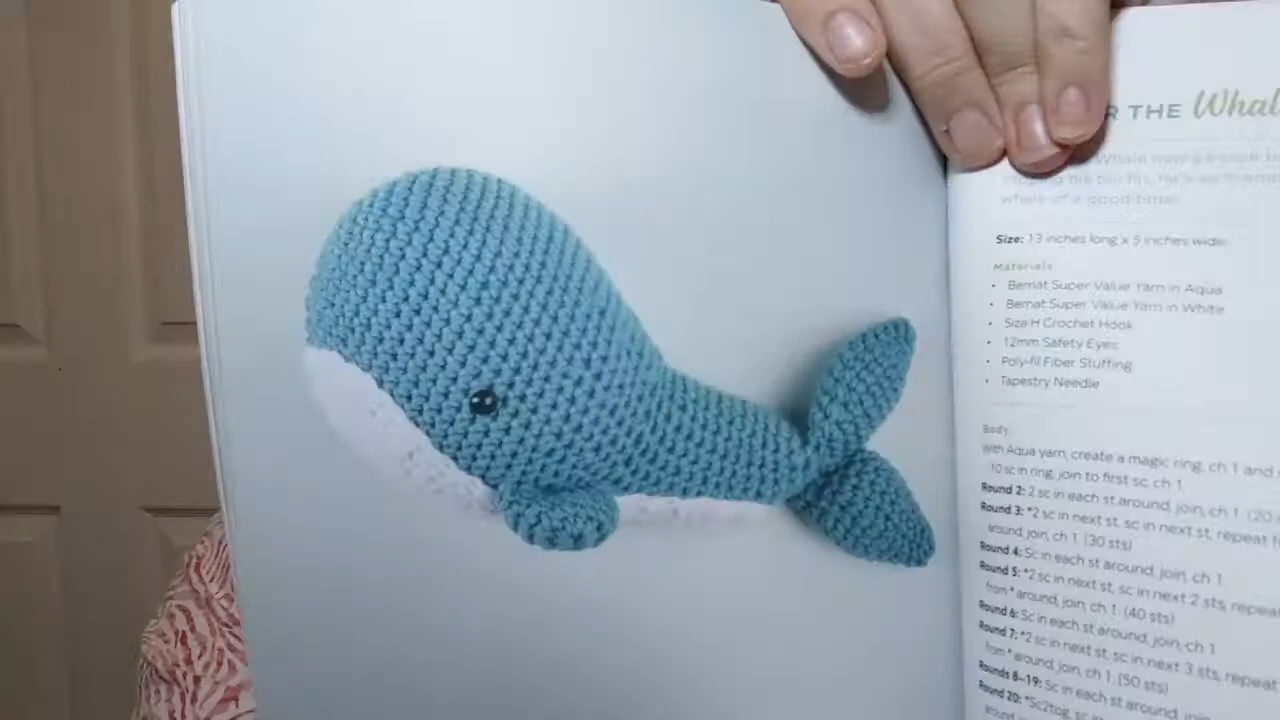 R THE Whal
whale of a good time.
Size: 13 inches long x 5 inches wide
Materials
• Bernat Super Value Yarn in Aqua
• Bernat Super Value Yarn in White
• Size H Crochet Hook
• 12mm Safety Eyes
• Poly-fil Fiber Stuffing
• Tapestry Needle
Body
With Aqua yarn, create a magic ring, ch 1 and
10 sc in ring, join to first sc, ch 1.
Round 2: 2 sc in each st around, join, ch 1. (20
Round 3: *2 sc in next st, sc in next st, repeat
around, join, ch 1. (30 sts)
Round 4: Sc in each st around, join, ch 1.
Round 5: *2 sc in next st, sc in next 2 sts, repea
from * around, join, ch 1. (40 sts)
Round 6: Sc in each st around, join, ch 1.
Round 7: *2 sc in next st, sc in next 3 sts, repeat
from * around, join, ch 1. (50 sts)
Rounds 8–19: Sc in each st around, join
Round 20: *Sc2tog, sc
around